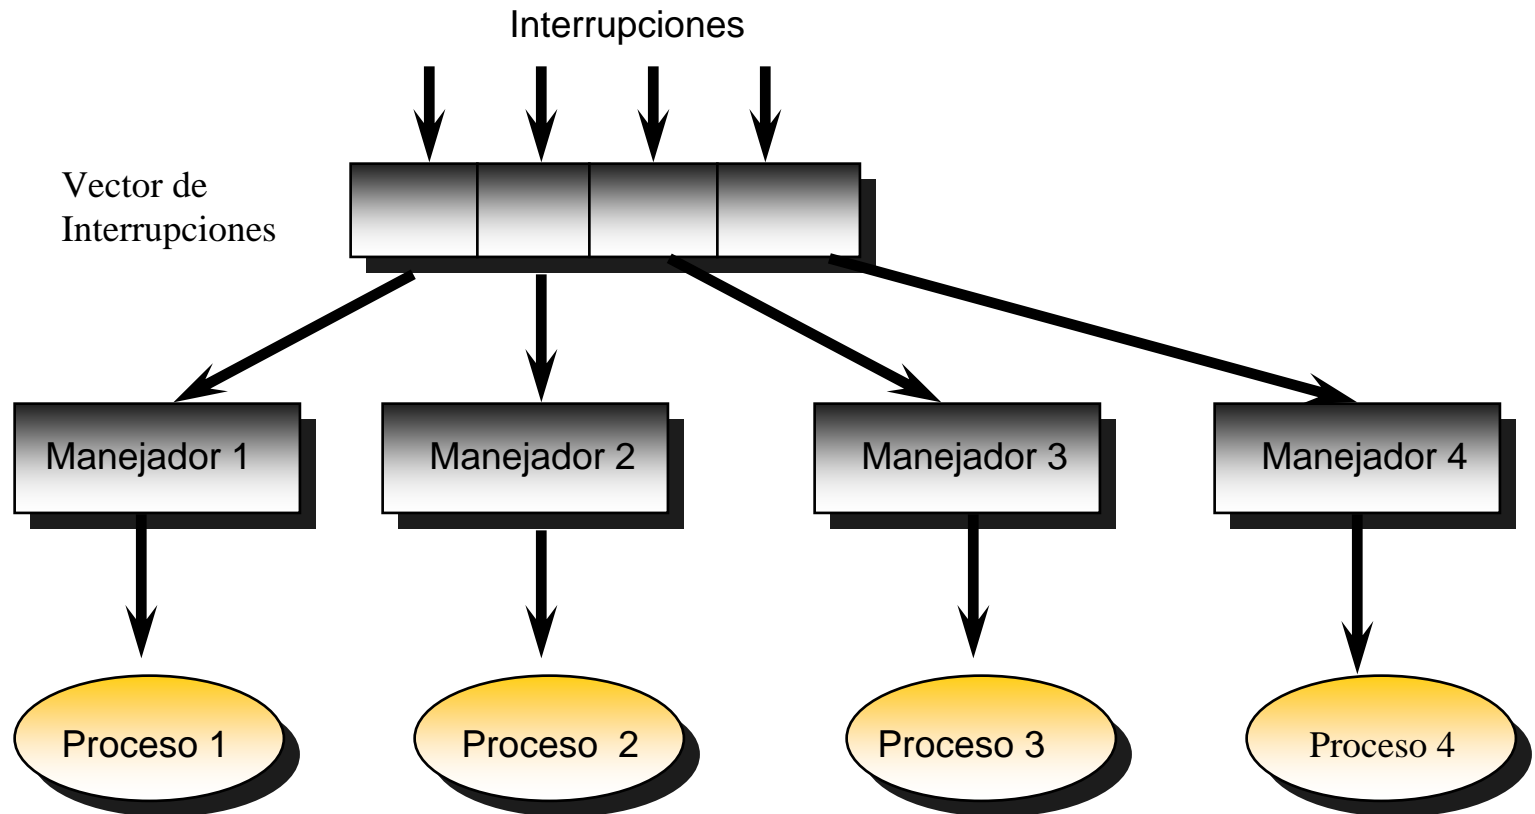 Interrupciones
Vector de
Interrupciones
Manejador 1
Manejador 2
Manejador 3
Manejador 4
Proceso 1
Proceso 2
Proceso 3
Proceso 4